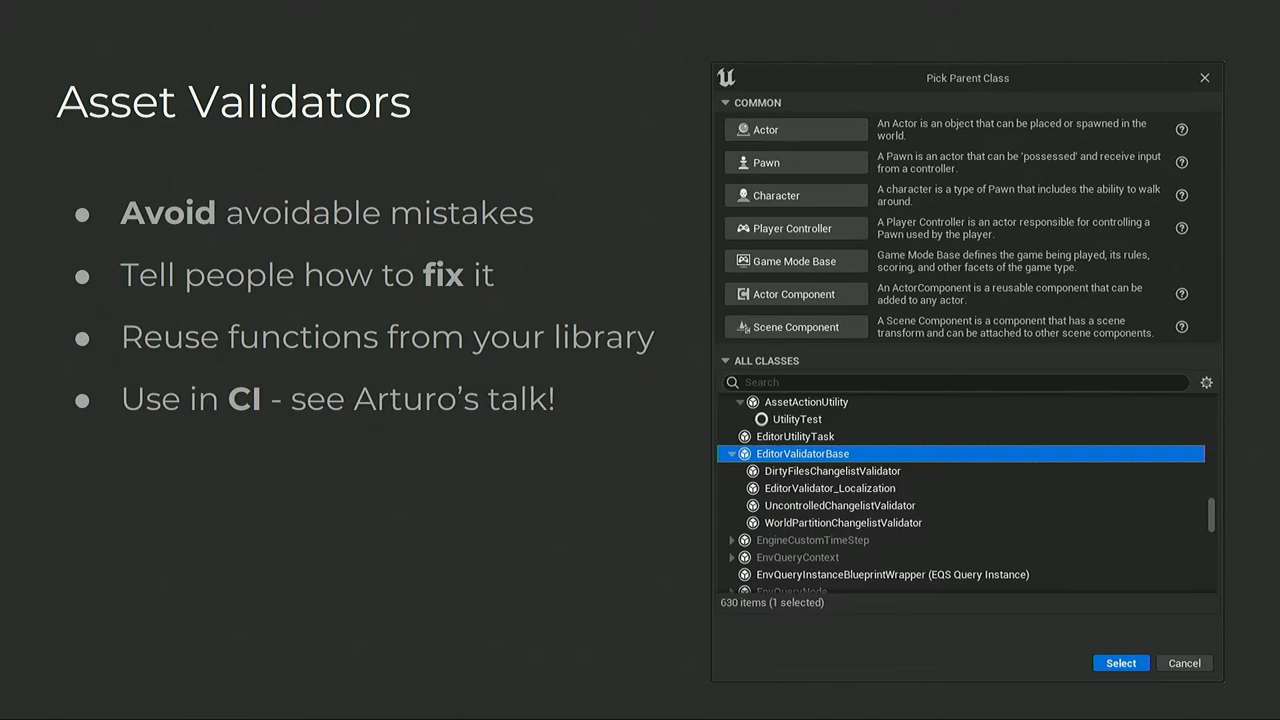 Asset Validators
● Avoid avoidable mistakes
● Tell people how to fix it
● Reuse functions from your library
● Use in CI - see Arturo's talk!
Pick Parent Class
COMMON
Actor
An Actor is an object that can be placed or spawned in the
world.
Pawn
A Pawn is an actor that can be 'possessed' and receive input
from a controller.
Character
A character is a type of Pawn that includes the ability to walk
around.
Player Controller
A Player Controller is an actor responsible for controlling a
Pawn used by the player.
Game Mode Base
Game Mode Base defines the game being played, its rules,
scoring, and other facets of the game type.
Actor Component
An ActorComponent is a reusable component that can be
added to any actor.
Scene Component
A Scene Component is a component that has a scene
transform and can be attached to other scene components.
ALL CLASSES
Search
AssetActionUtility
UtilityTest
EditorUtilityTask
EditorValidatorBase
DirtyFilesChangelistValidator
EditorValidator_Localization
UncontrolledChangelistValidator
WorldPartitionChangelistValidator
EngineCustomTimeStep
EnvQueryContext
EnvQueryInstanceBlueprintWrapper (EQS Query Instance)
EnvQueryNode
630 items (1 selected)
Select
Cancel